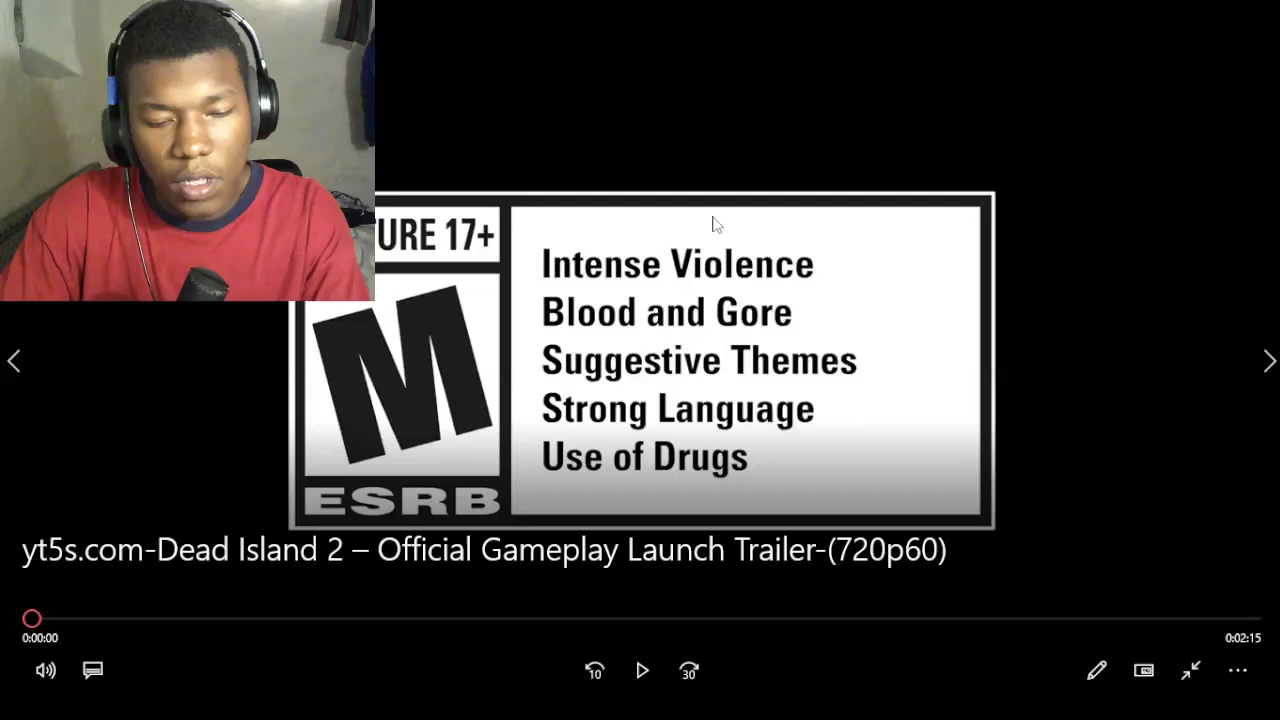 URE 17+
M
ESRB
Intense Violence
Blood and Gore
Suggestive Themes
Strong Language
Use of Drugs
yt5s.com-Dead Island 2 – Official Gameplay Launch Trailer-(720p60)
0:00:00
0:02:15
10
30